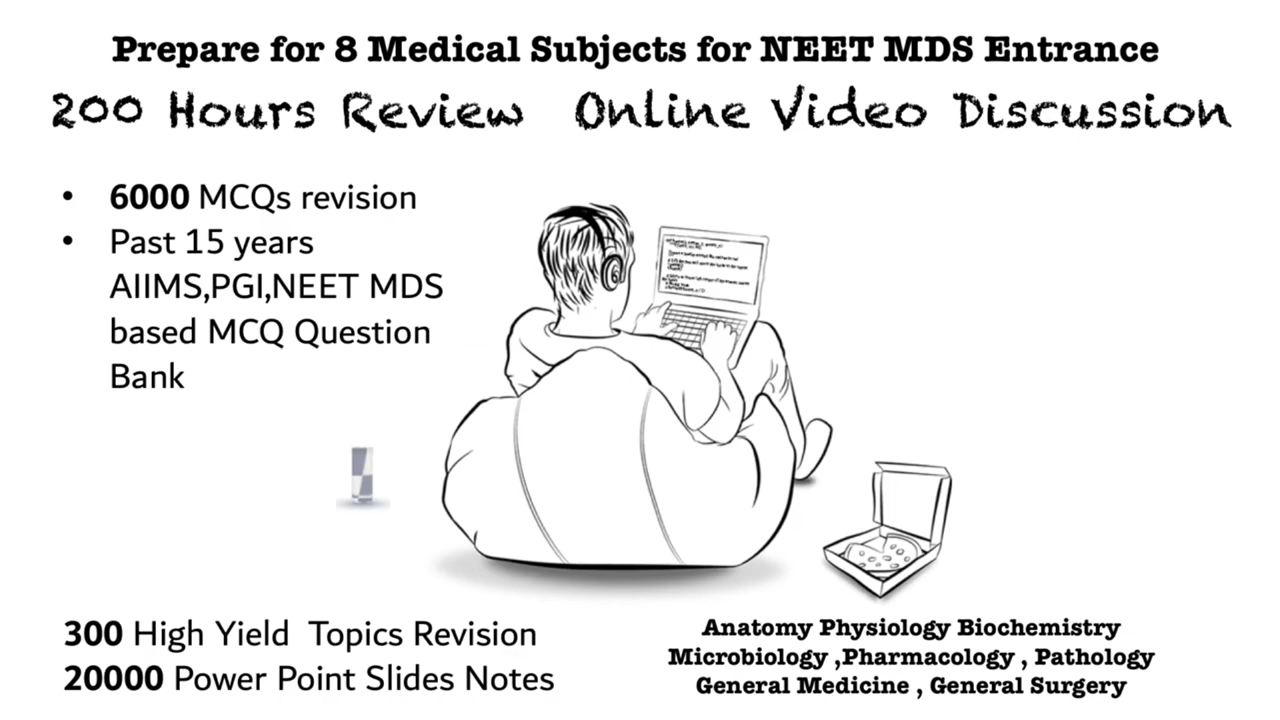 Prepare for 8 Medical Subjects for NEET MDS Entrance
200 Hours Review Online Video Discussion
• 6000 MCQs revision
• Past 15 years
AIIMS,PGI,NEET MDS
based MCQ Question
Bank
300 High Yield Topics Revision
20000 Power Point Slides Notes
Anatomy Physiology Biochemistry
Microbiology ,Pharmacology , Pathology
General Medicine , General Surgery